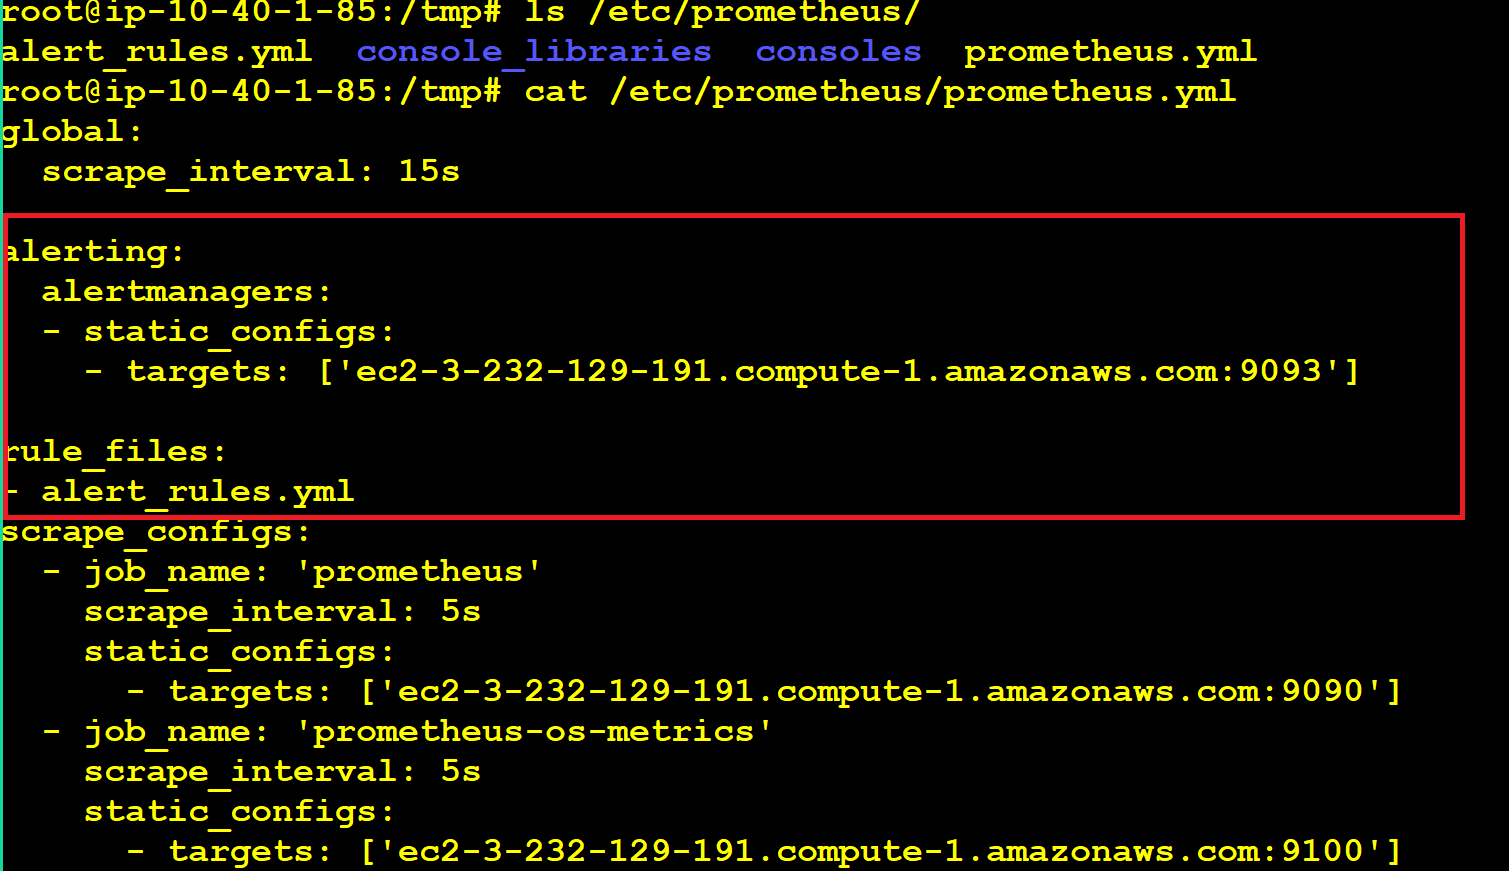 root@ip-10-40-1-85:/tmp# ls /etc/prometheus/
alert_rules.yml  console_libraries  consoles  prometheus.yml
root@ip-10-40-1-85:/tmp# cat /etc/prometheus/prometheus.yml
global:
  scrape_interval: 15s

alerting:
  alertmanagers:
  - static_configs:
    - targets: ['ec2-3-232-129-191.compute-1.amazonaws.com:9093']

rule_files:
- alert_rules.yml
scrape_configs:
  - job_name: 'prometheus'
    scrape_interval: 5s
    static_configs:
      - targets: ['ec2-3-232-129-191.compute-1.amazonaws.com:9090']
  - job_name: 'prometheus-os-metrics'
    scrape_interval: 5s
    static_configs:
      - targets: ['ec2-3-232-129-191.compute-1.amazonaws.com:9100']